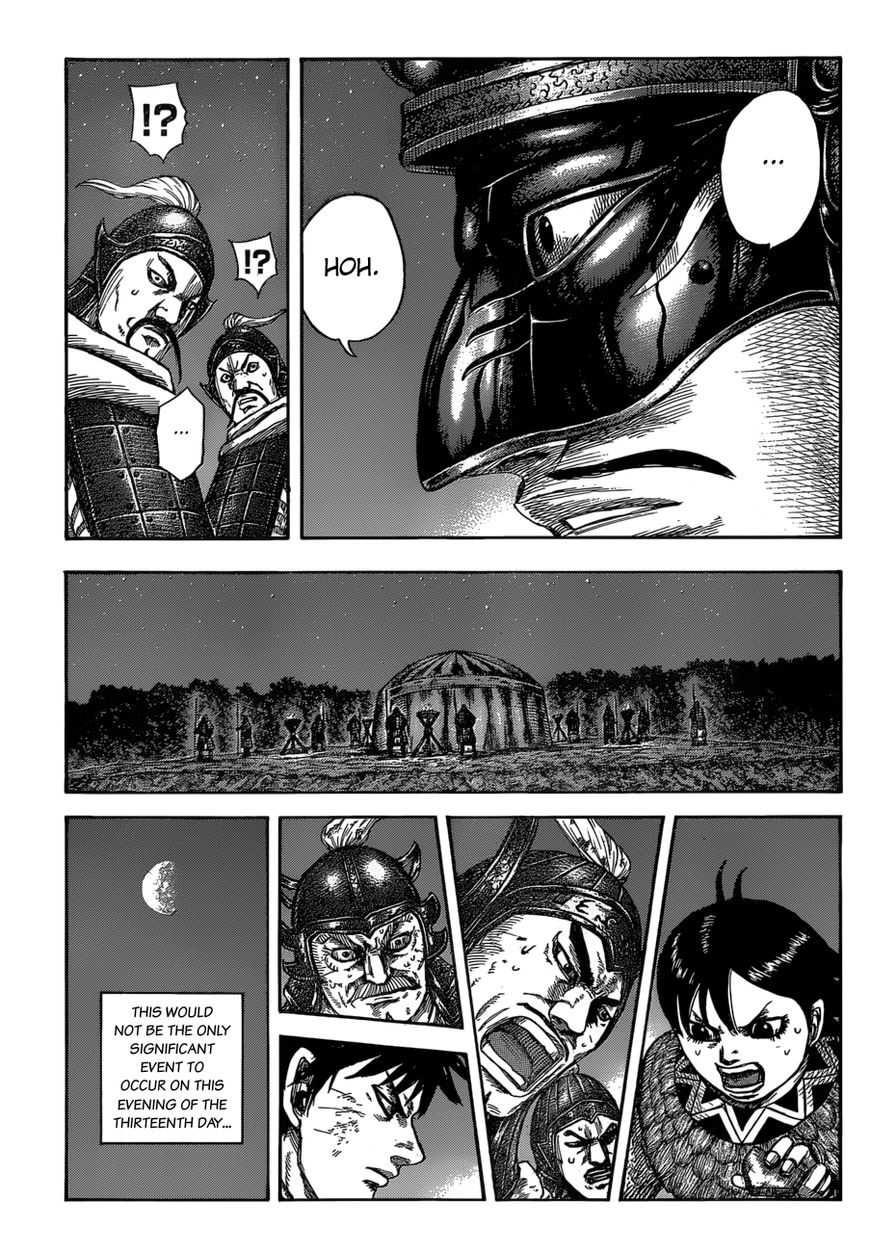 ...
HOH.
!?
!?
...
THIS WOULD
NOT BE THE ONLY
SIGNIFICANT
EVENT TO
OCCUR ON THIS
EVENING OF THE
THIRTEENTH DAY...